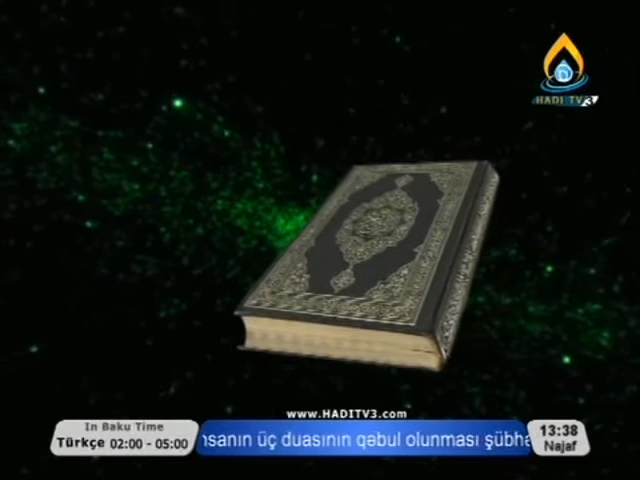 HADI TV3
www.HADITV3.com
In Baku Time
Türkçe 02:00 - 05:00
nsanın üç duasının qəbul olunması şübhə
13:38
Najaf